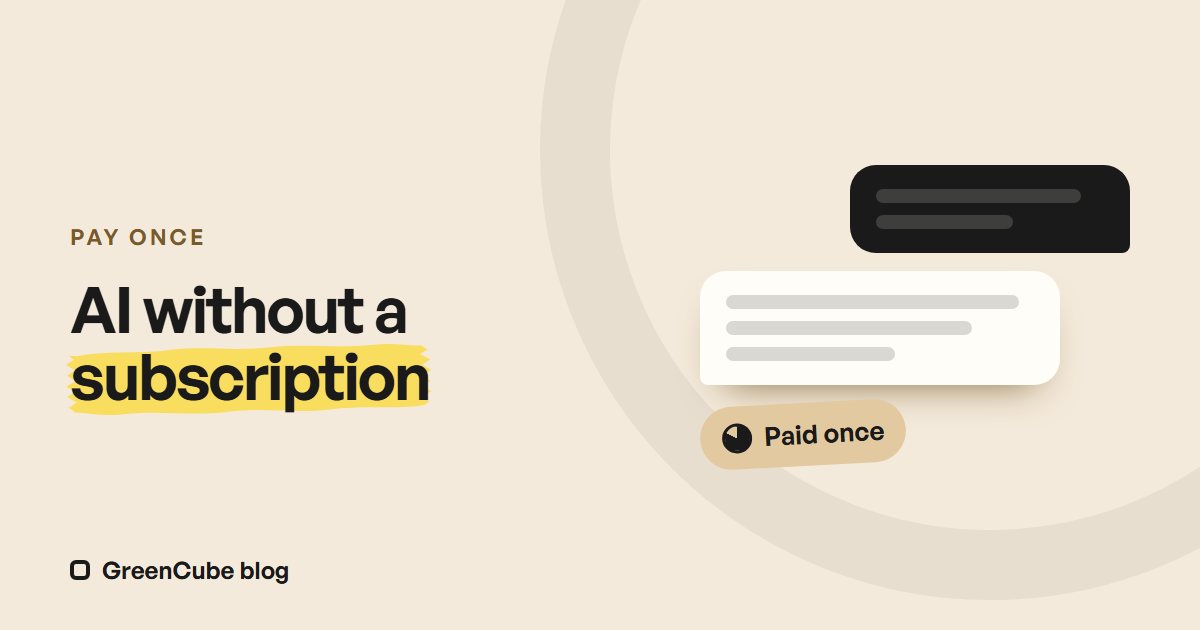 PAY ONCE
AI without a
subscription
Paid once
GreenCube blog